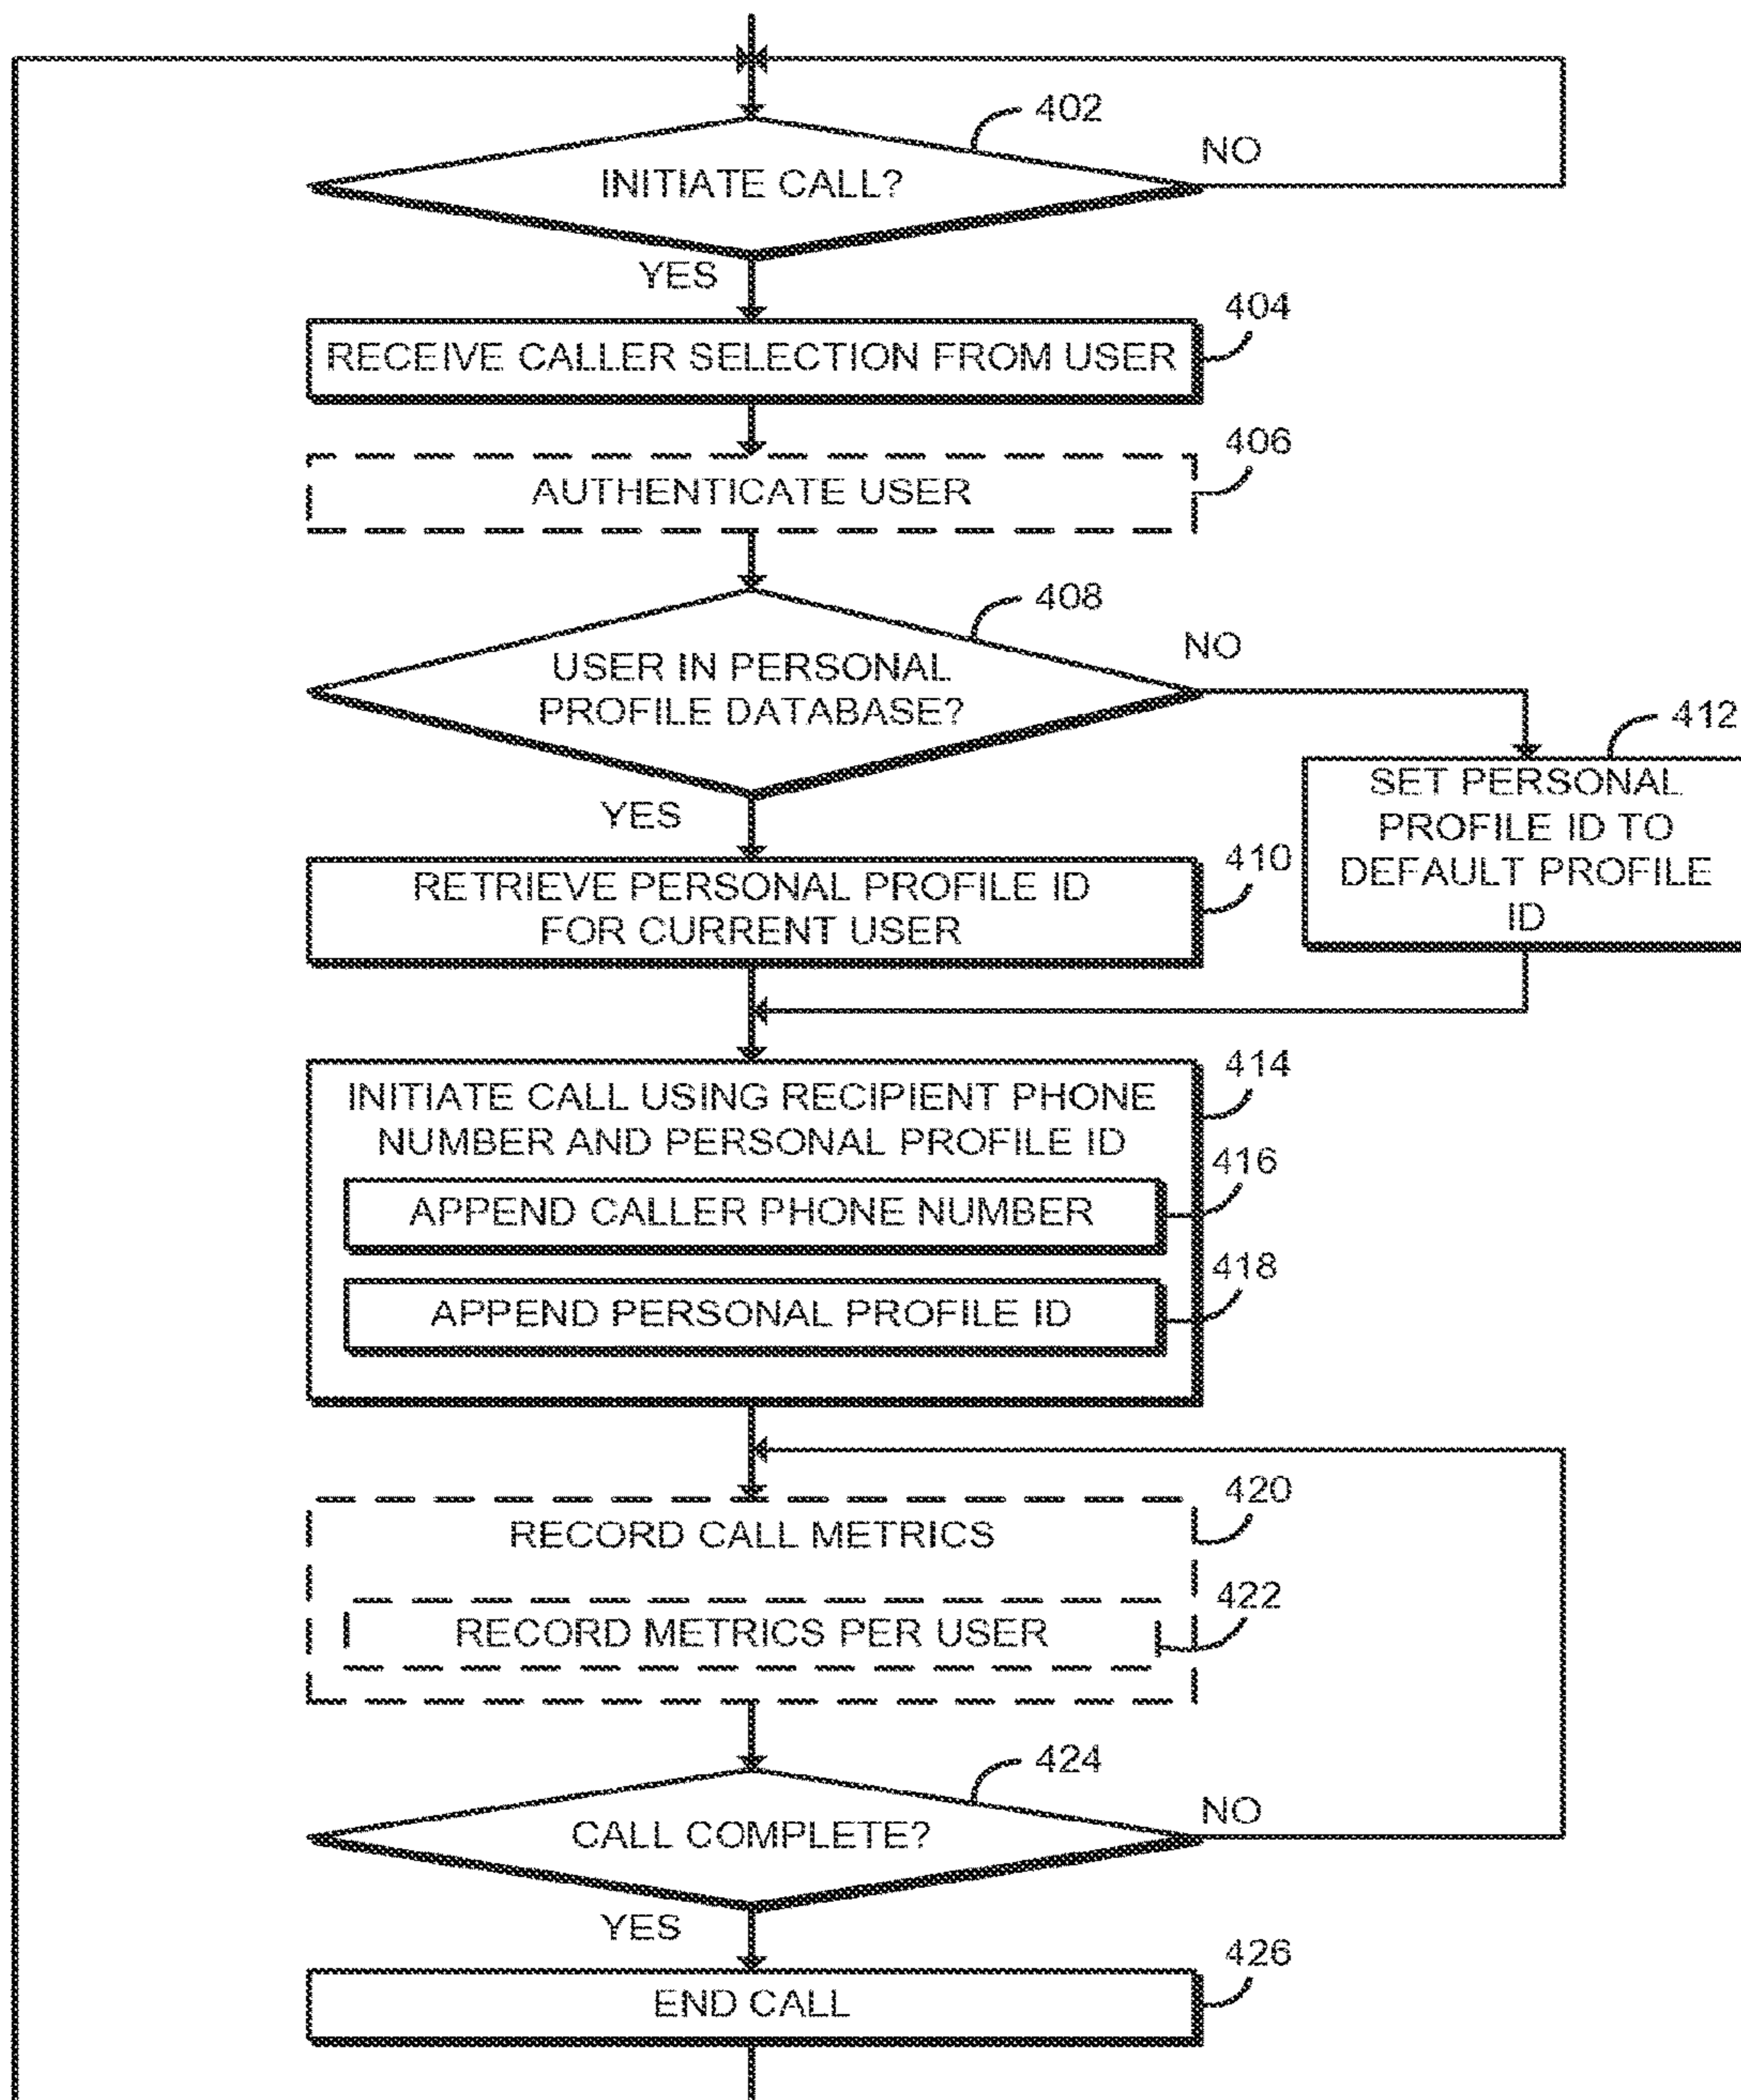 402
INITIATE CALL?
NO
YES
404
RECEIVE CALLER SELECTION FROM USER
406
AUTHENTICATE USER
408
USER IN PERSONAL
PROFILE DATABASE?
NO
412
SET PERSONAL
PROFILE ID TO
DEFAULT PROFILE
ID
YES
410
RETRIEVE PERSONAL PROFILE ID
FOR CURRENT USER
414
INITIATE CALL USING RECIPIENT PHONE
NUMBER AND PERSONAL PROFILE ID
416
APPEND CALLER PHONE NUMBER
418
APPEND PERSONAL PROFILE ID
420
RECORD CALL METRICS
422
RECORD METRICS PER USER
424
CALL COMPLETE?
NO
YES
426
END CALL